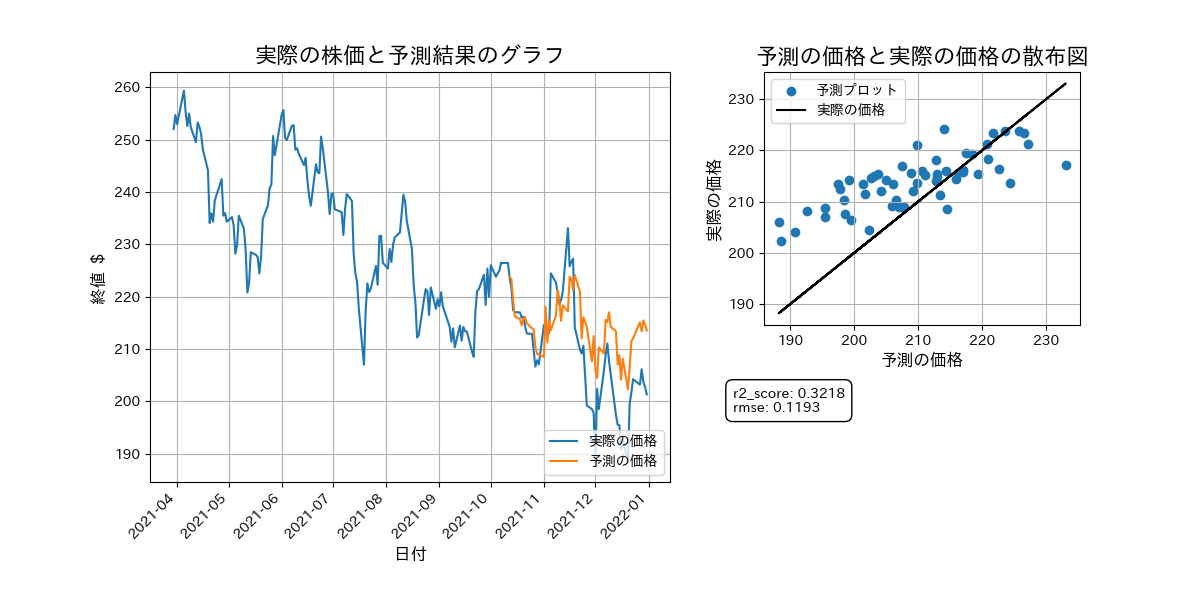 実際の株価と予測結果のグラフ
260
250
240
230
220
210
200
190
終値 $
2021-04
2021-05
2021-06
2021-07
2021-08
2021-09
2021-10
2021-11
2021-12
2022-01
日付
実際の価格
予測の価格
予測の価格と実際の価格の散布図
予測プロット
実際の価格
230
220
210
200
190
実際の価格
190
200
210
220
230
予測の価格
r2_score: 0.3218
rmse: 0.1193